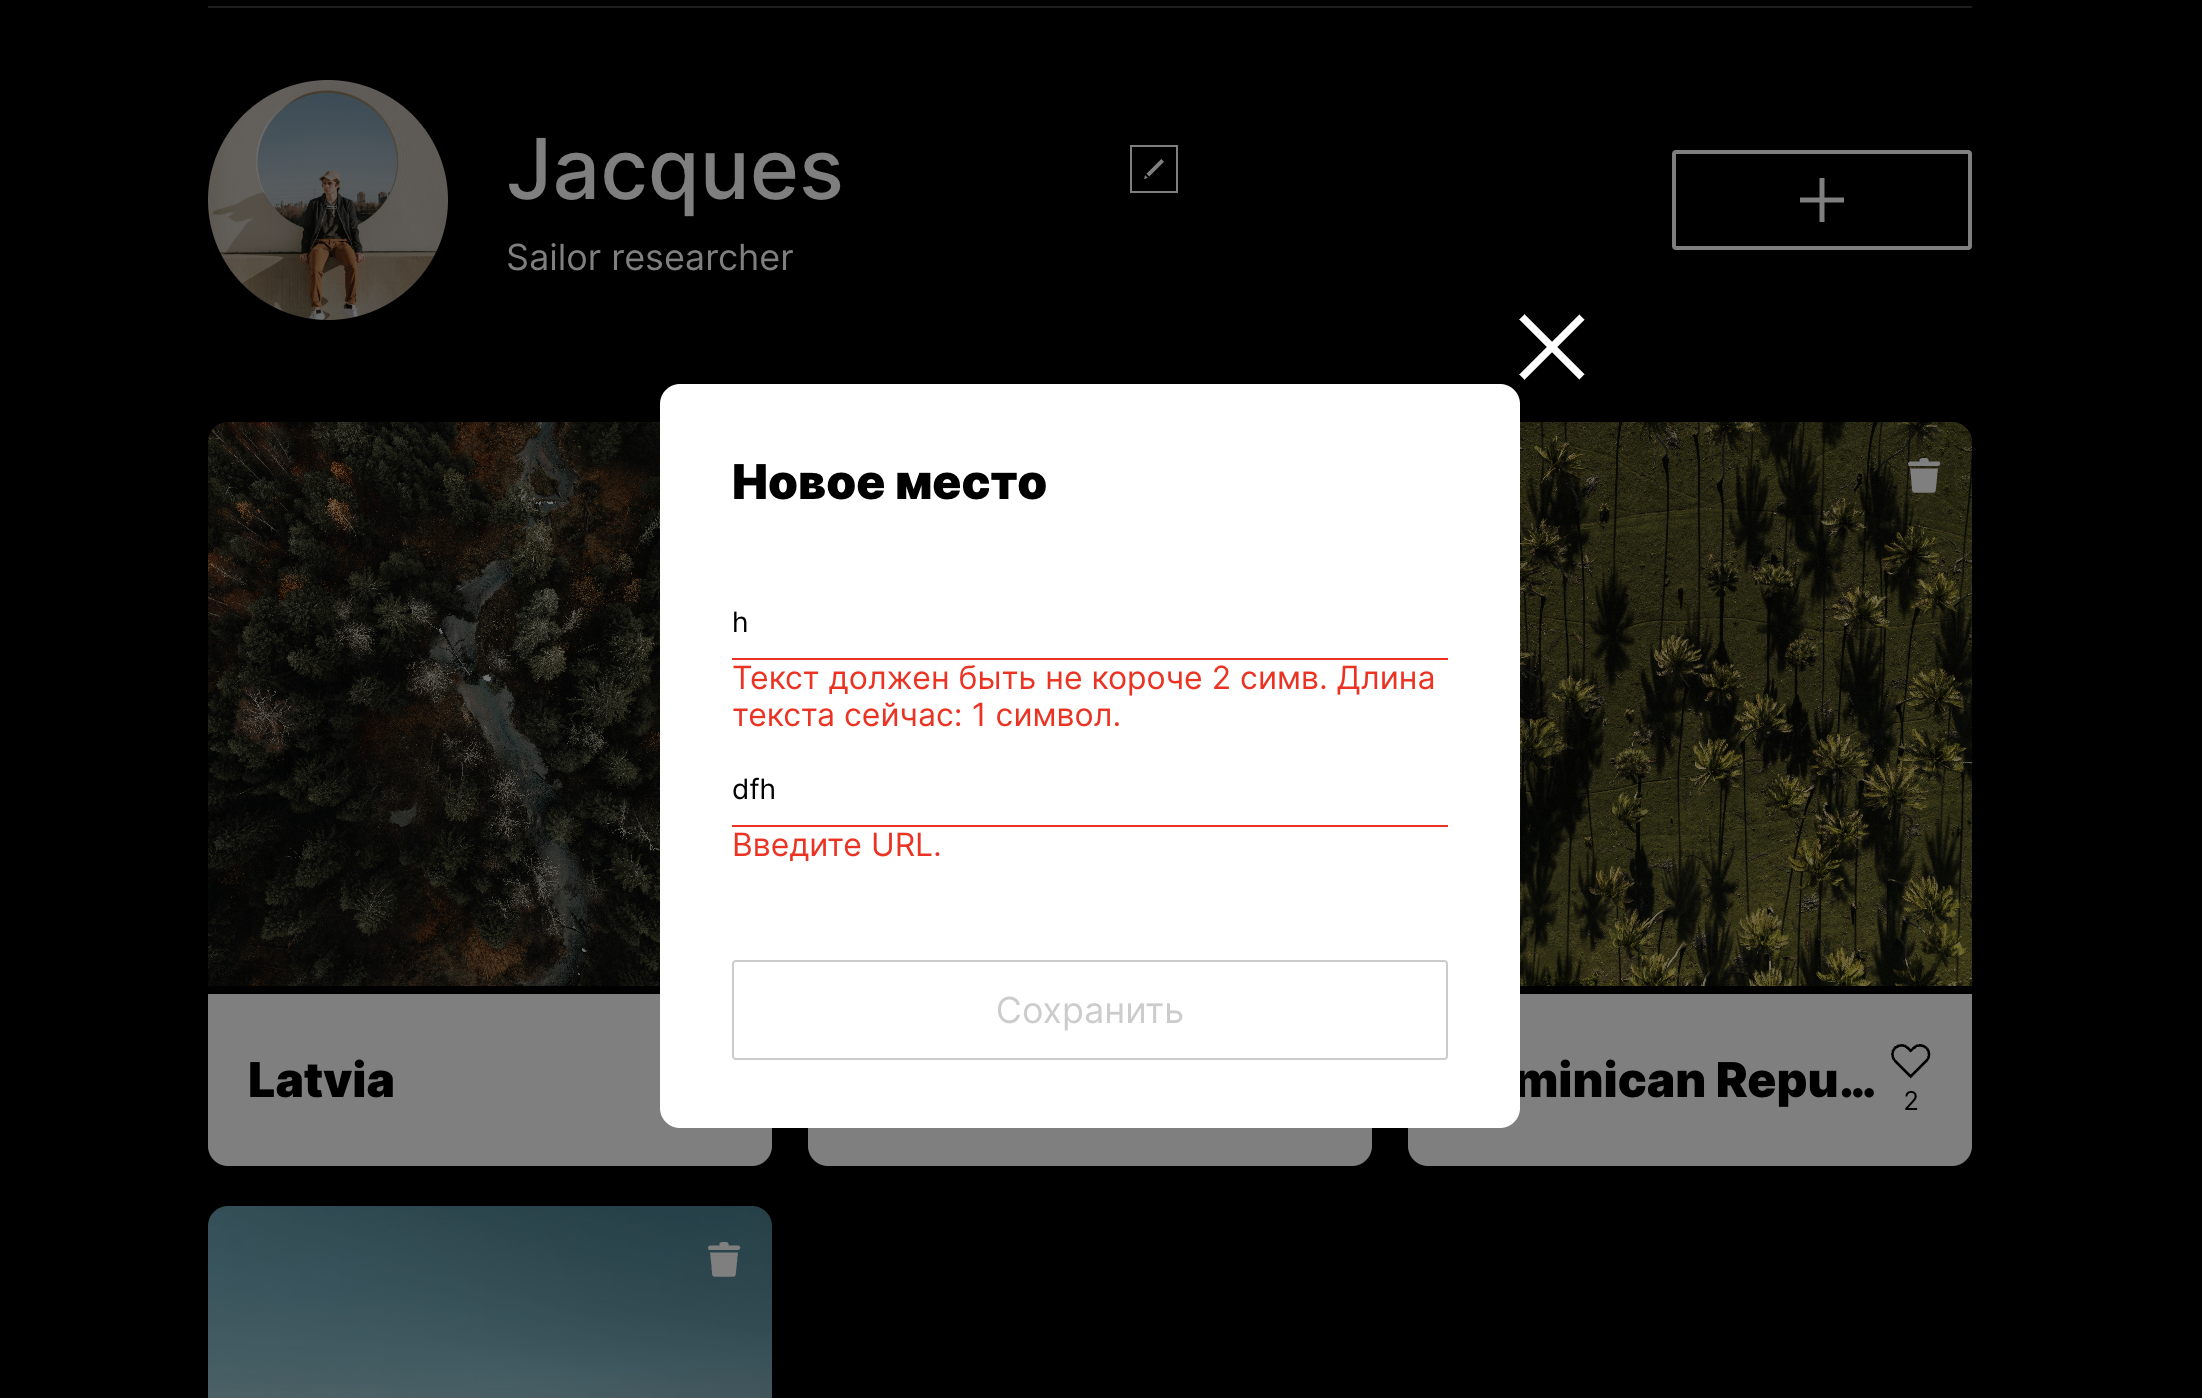 Jacques
Sailor researcher
Новое место
h
Текст должен быть не короче 2 симв. Длина
текста сейчас: 1 символ.
dfh
Введите URL.
Сохранить
Latvia
minican Repu...
2